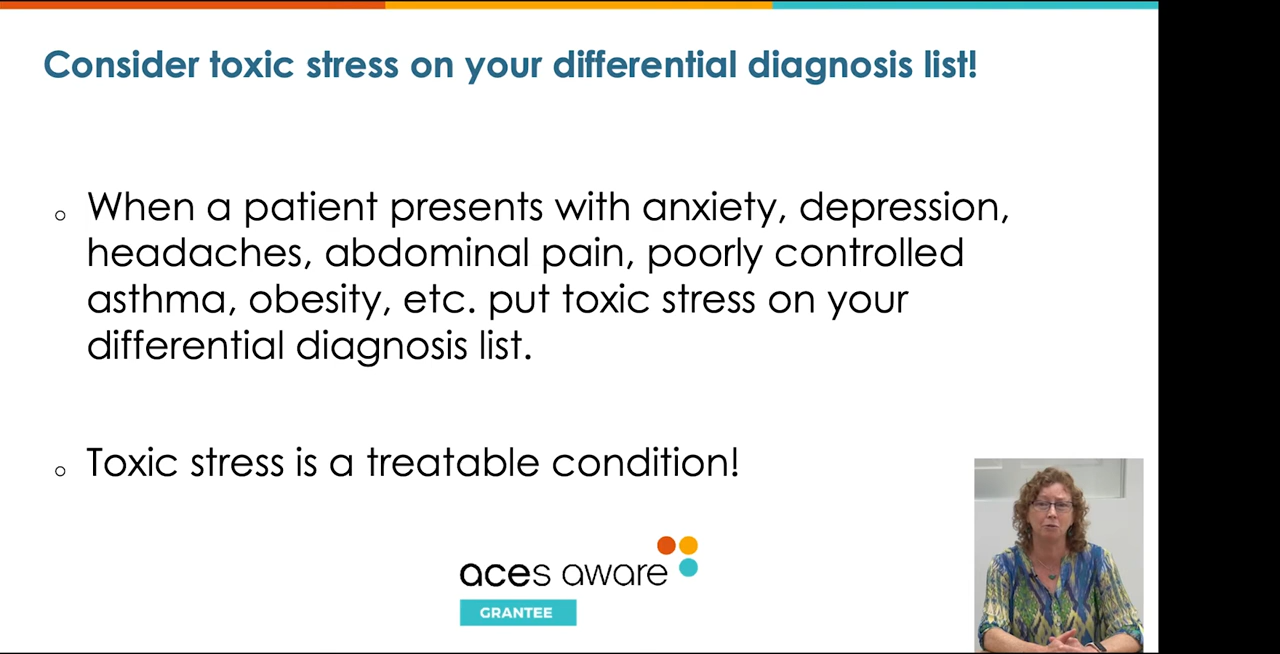 Consider toxic stress on your differential diagnosis list!
When a patient presents with anxiety, depression,
headaches, abdominal pain, poorly controlled
asthma, obesity, etc. put toxic stress on your
differential diagnosis list.
Toxic stress is a treatable condition!
aces aware
GRANTEE